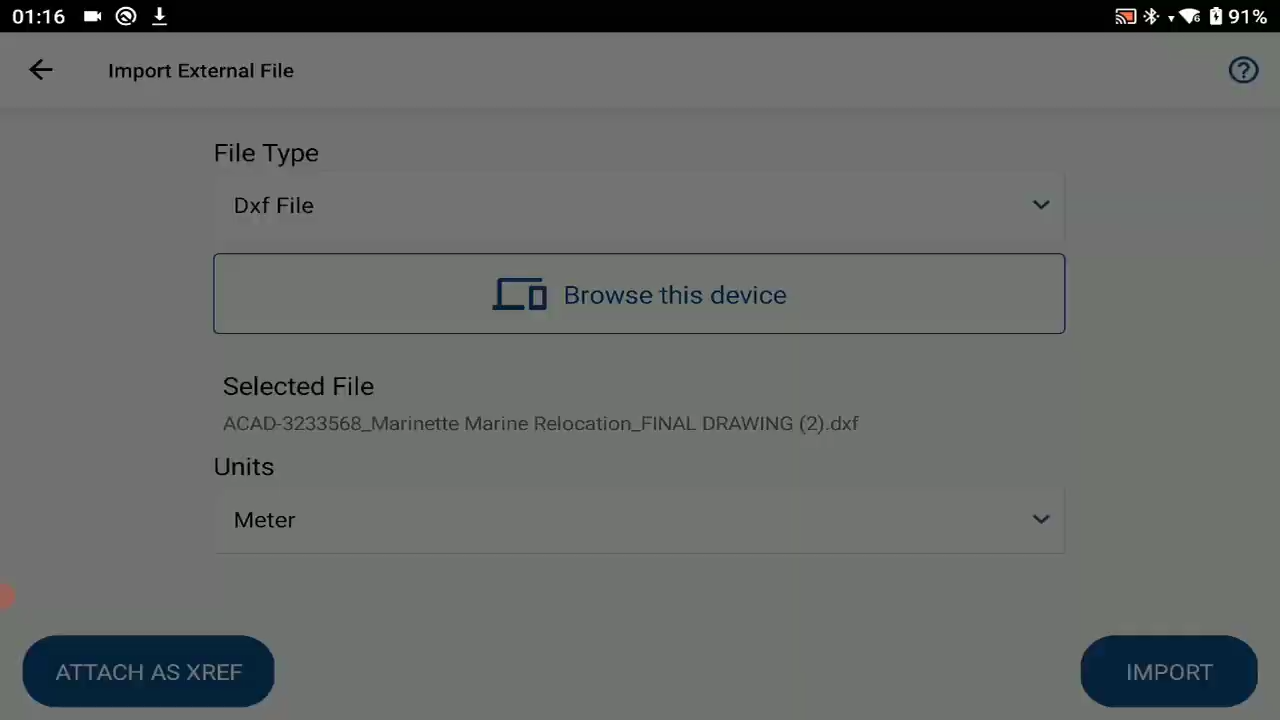 01:16
91%
Import External File
File Type
Dxf File
Browse this device
Selected File
ACAD-3233568_Marinette Marine Relocation_FINAL DRAWING (2).dxf
Units
Meter
ATTACH AS XREF
IMPORT